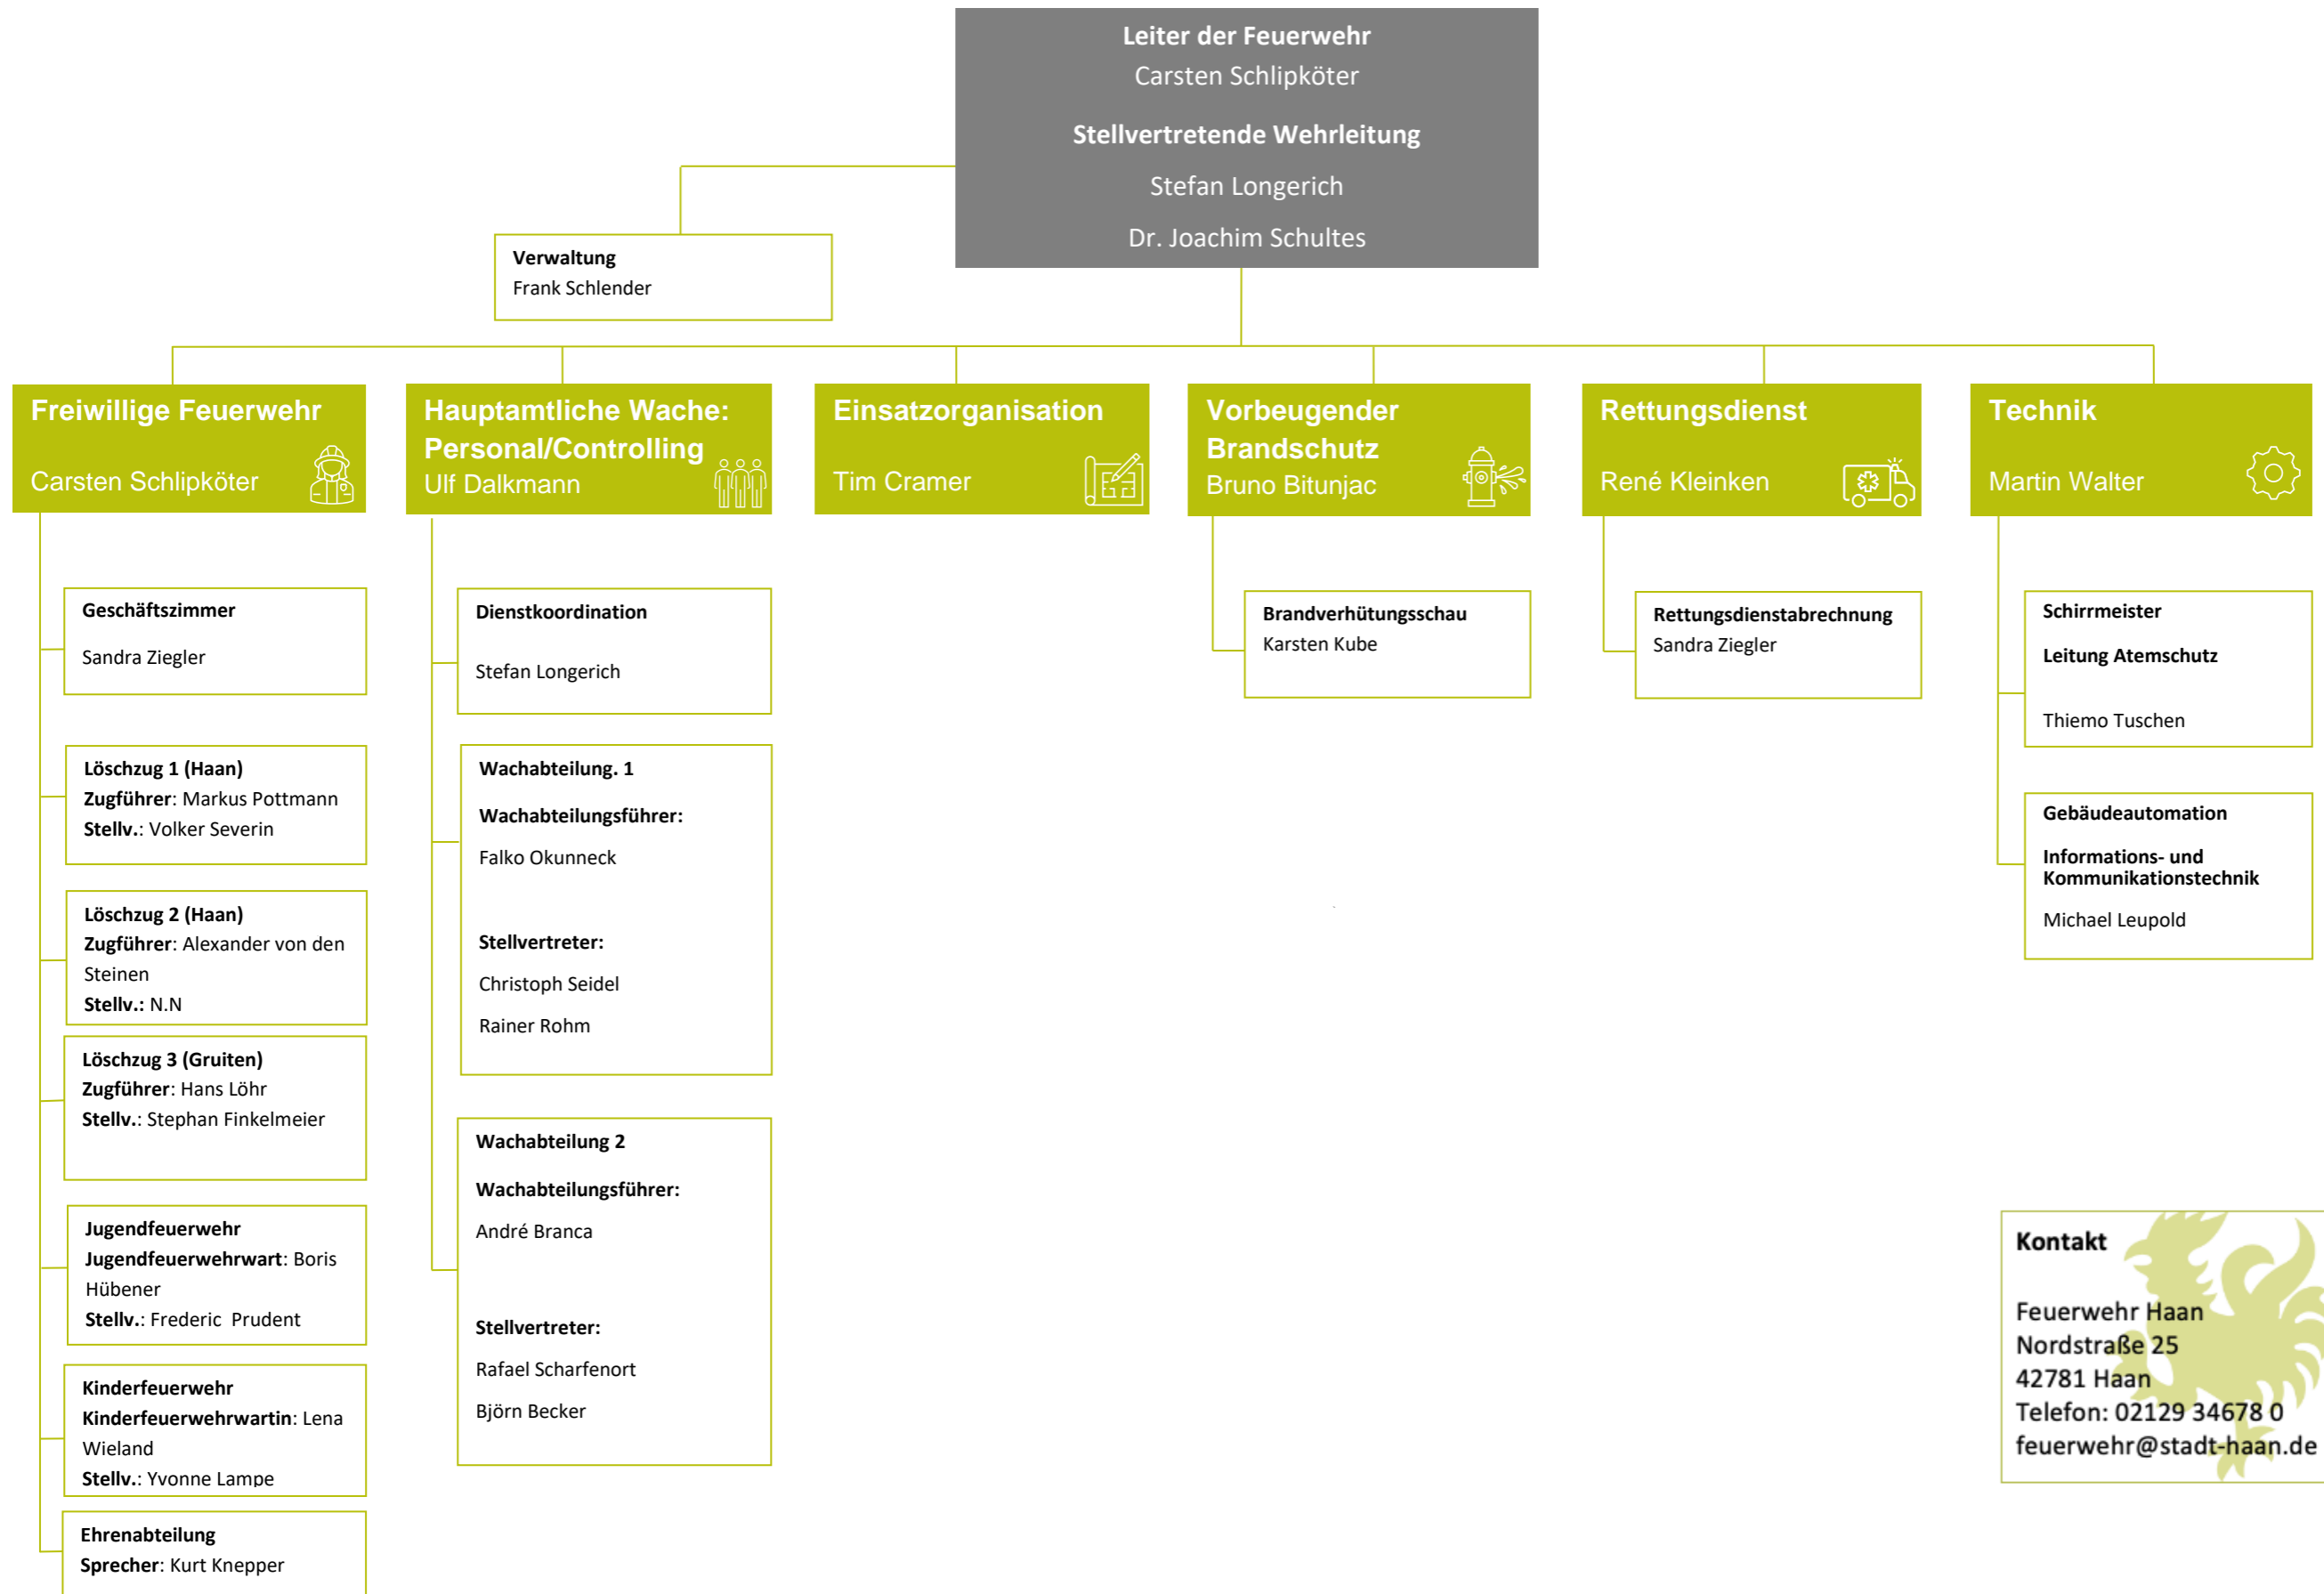 Leiter der Feuerwehr
Carsten Schlipköter
Stellvertretende Wehrleitung
Stefan Longerich
Dr. Joachim Schultes
Verwaltung
Frank Schlender
Freiwillige Feuerwehr
Carsten Schlipköter
Hauptamtliche Wache:
Personal/Controlling
Ulf Dalkmann
Einsatzorganisation
Tim Cramer
Vorbeugender
Brandschutz
Bruno Bitunjac
Rettungsdienst
René Kleinken
Technik
Martin Walter
Geschäftszimmer
Sandra Ziegler
Löschzug 1 (Haan)
Zugführer: Markus Pottmann
Stellv.: Volker Severin
Löschzug 2 (Haan)
Zugführer: Alexander von den
Steinen
Stellv.: N.N
Löschzug 3 (Gruiten)
Zugführer: Hans Löhr
Stellv.: Stephan Finkelmeier
Jugendfeuerwehr
Jugendfeuerwehrwart: Boris
Hübener
Stellv.: Frederic  Prudent
Kinderfeuerwehr
Kinderfeuerwehrwartin: Lena
Wieland
Stellv.: Yvonne Lampe
Ehrenabteilung
Sprecher: Kurt Knepper
Dienstkoordination
Stefan Longerich
Wachabteilung. 1
Wachabteilungsführer:
Falko Okunneck
Stellvertreter:
Christoph Seidel
Rainer Rohm
Wachabteilung 2
Wachabteilungsführer:
André Branca
Stellvertreter:
Rafael Scharfenort
Björn Becker
Brandverhütungsschau
Karsten Kube
Rettungsdienstabrechnung
Sandra Ziegler
Schirrmeister
Leitung Atemschutz
Thiemo Tuschen
Gebäudeautomation
Informations- und
Kommunikationstechnik
Michael Leupold
Kontakt
Feuerwehr Haan
Nordstraße 25
42781 Haan
Telefon: 02129 34678 0
feuerwehr@stadt-haan.de